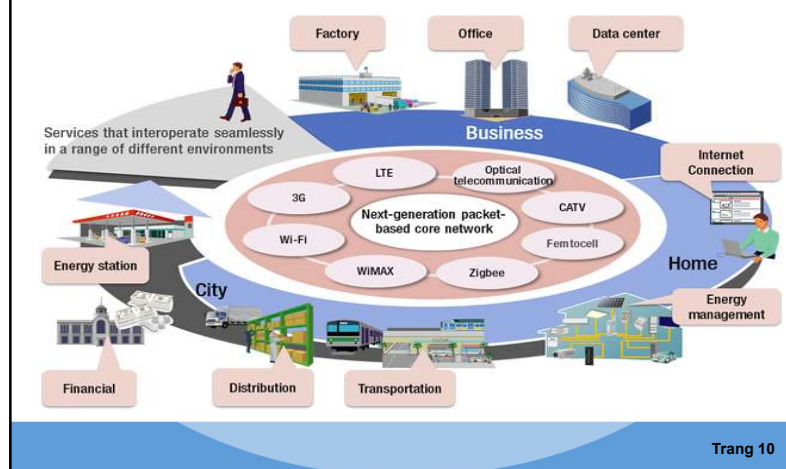 Factory
Office
Data center
Services that interoperate seamlessly
in a range of different environments
Business
Internet
Connection
LTE
Optical
telecommunication
3G
CATV
Next-generation packet-
based core network
Wi-Fi
Femtocell
WiMAX
Zigbee
Energy station
City
Home
Energy
management
Financial
Distribution
Transportation
Trang 10